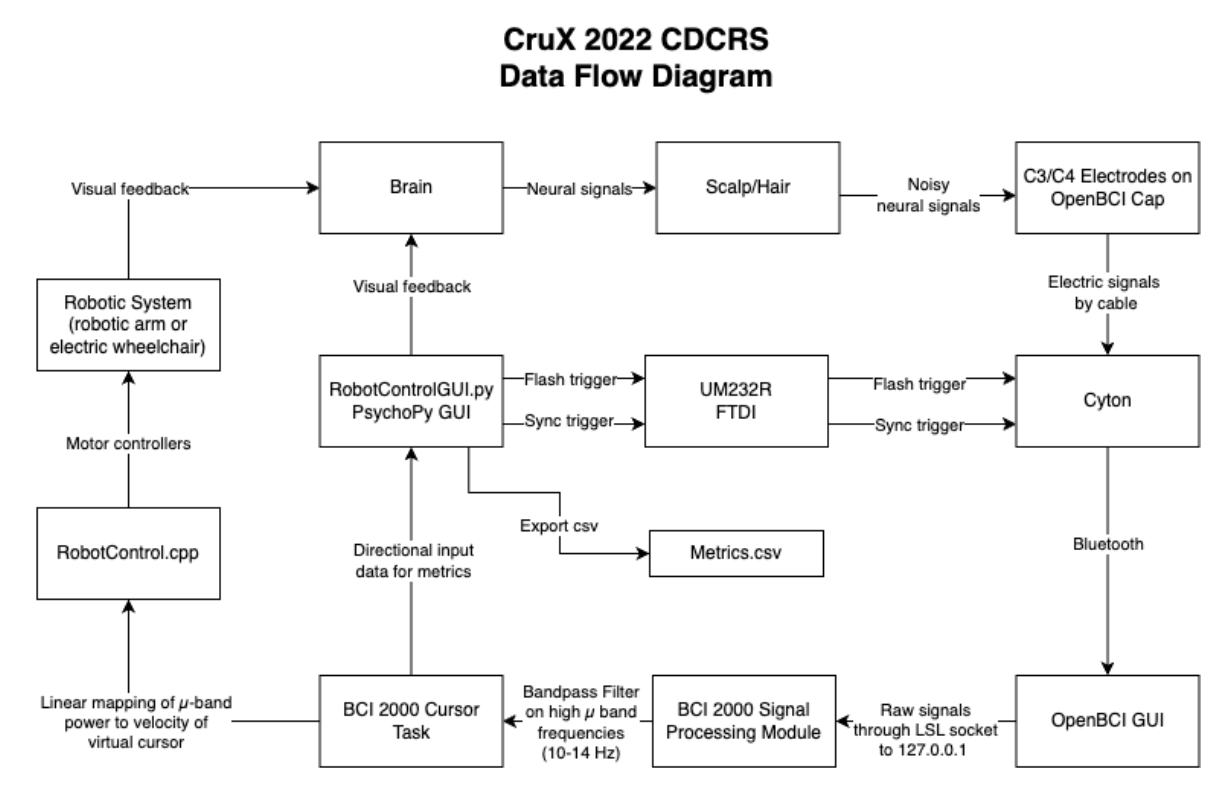 CruX 2022 CDCRS
Data Flow Diagram
Visual feedback
Brain
Neural signals
Scalp/Hair
Noisy
neural signals
C3/C4 Electrodes on
OpenBCI Cap
Visual feedback
Electric signals
by cable
Robotic System
(robotic arm or
electric wheelchair)
RobotControlGUI.py
PsychoPy GUI
Flash trigger
Sync trigger
UM232R
FTDI
Flash trigger
Sync trigger
Cyton
Motor controllers
Export csv
RobotControl.cpp
Directional input
data for metrics
Metrics.csv
Bluetooth
Linear mapping of μ-band
power to velocity of
virtual cursor
BCI 2000 Cursor
Task
Bandpass Filter
on high μ band
frequencies
(10-14 Hz)
BCI 2000 Signal
Processing Module
Raw signals
through LSL socket
to 127.0.0.1
OpenBCI GUI